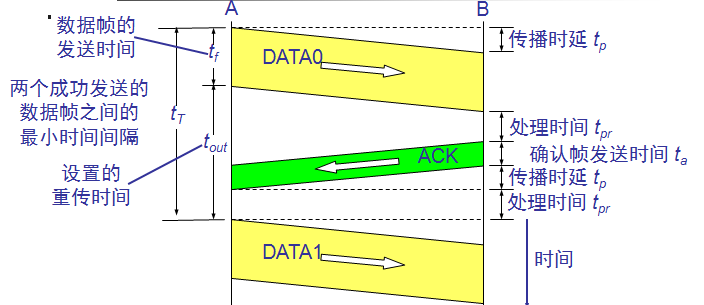 A
B
数据帧的
发送时间
tf
DATA0
传播时延 tp
两个成功发送的
数据帧之间的
最小时间间隔
tT
tout
处理时间 tpr
ACK
确认帧发送时间 ta
设置的
重传时间
传播时延 tp
处理时间 tpr
DATA1
时间